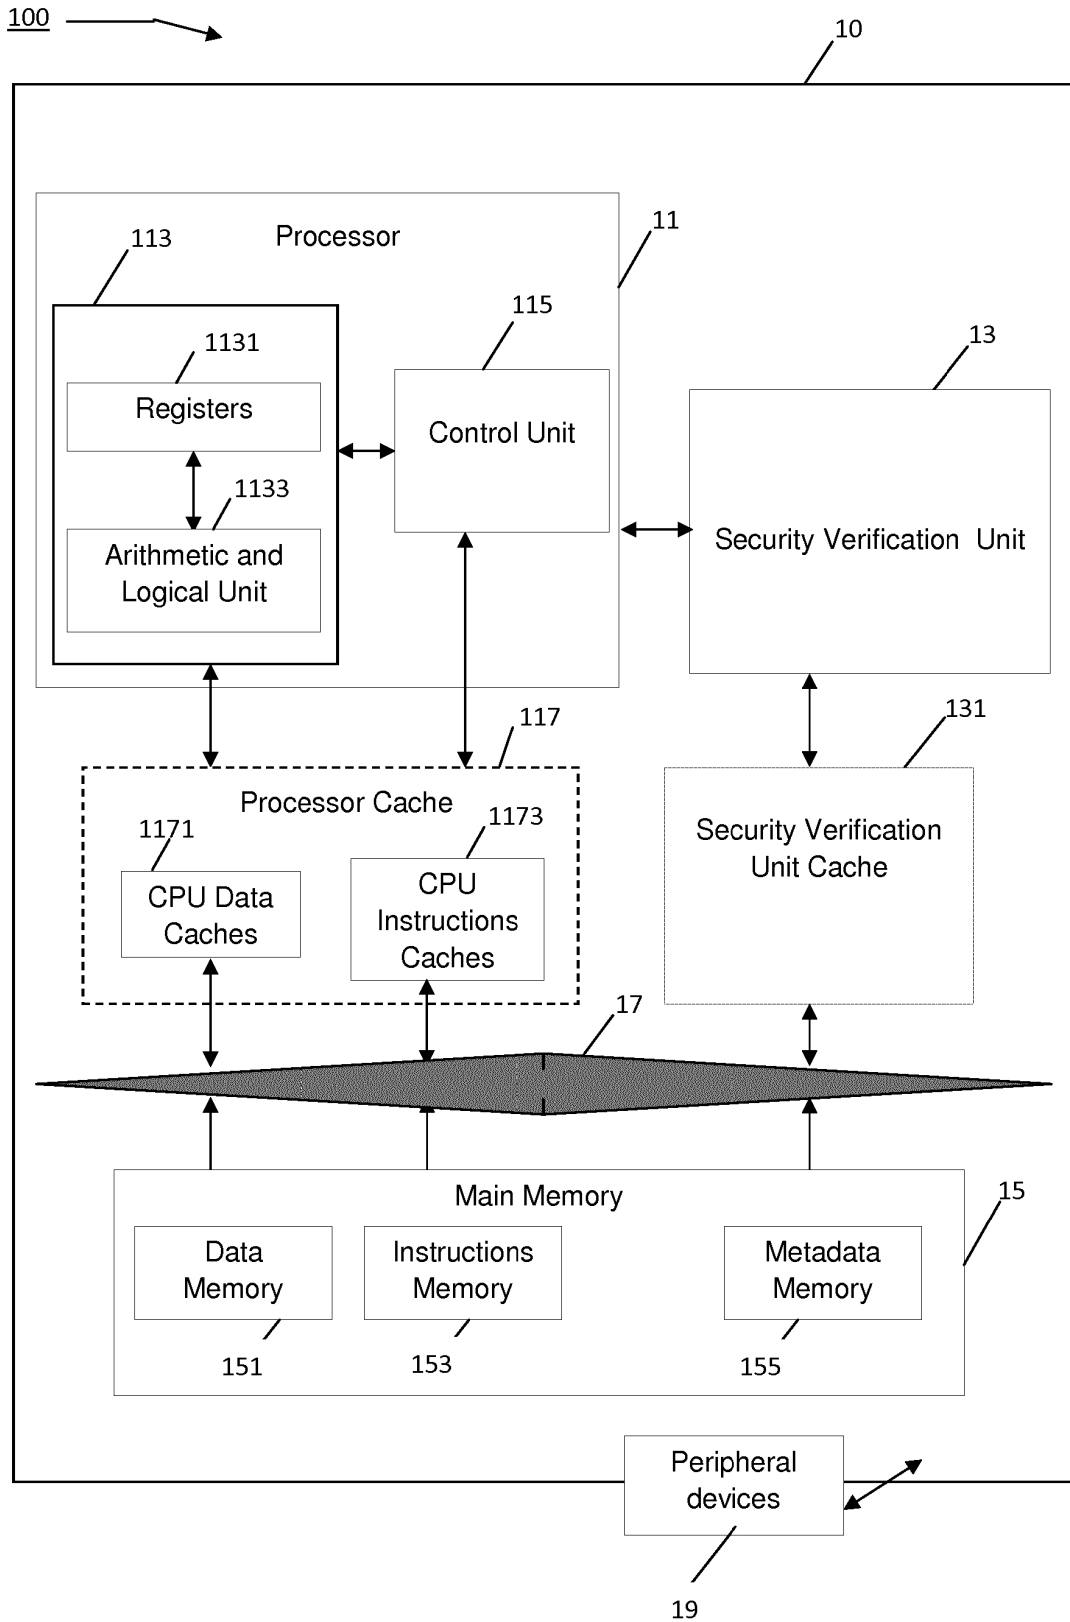 100
10
Processor
11
113
115
1131
13
Registers
Control Unit
1133
Arithmetic and
Logical Unit
Security Verification Unit
117
131
Processor Cache
1171
1173
Security Verification
Unit Cache
CPU Data
Caches
CPU
Instructions
Caches
17
Main Memory
15
Data
Memory
Instructions
Memory
Metadata
Memory
151
153
155
Peripheral
devices
19